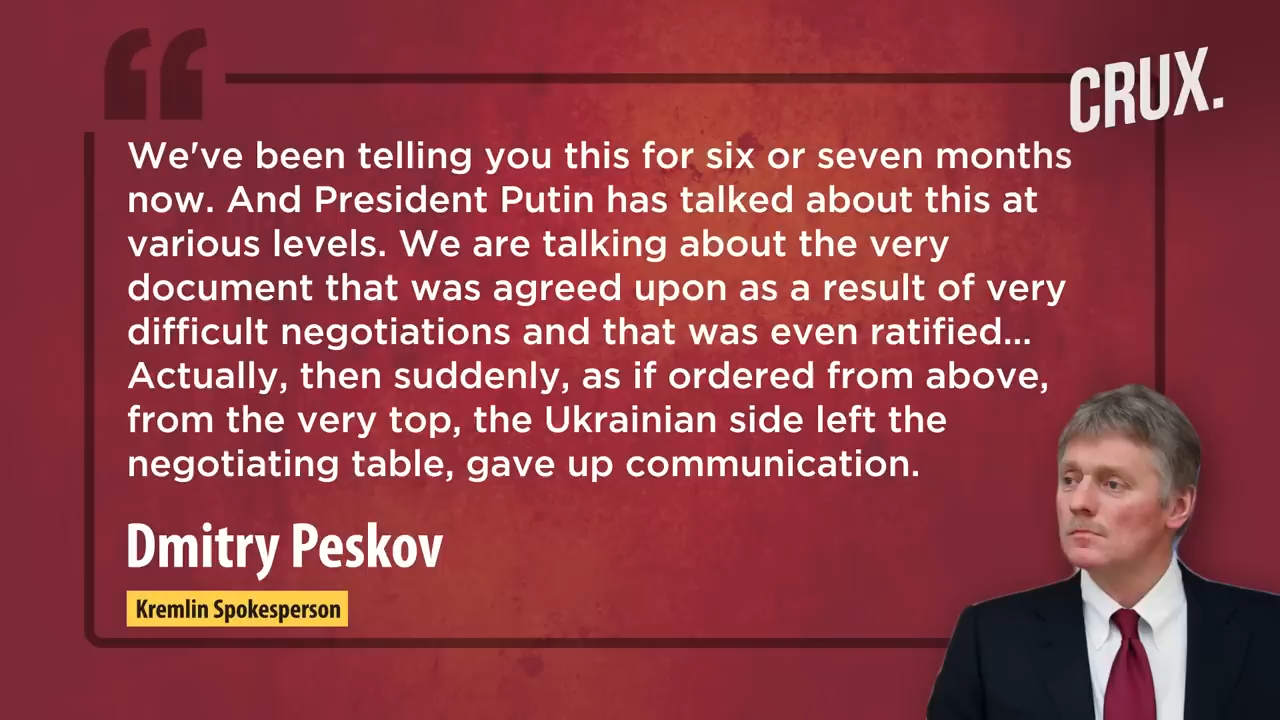 CRUX.
We've been telling you this for six or seven months
now. And President Putin has talked about this at
various levels. We are talking about the very
document that was agreed upon as a result of very
difficult negotiations and that was even ratified...
Actually, then suddenly, as if ordered from above,
from the very top, the Ukrainian side left the
negotiating table, gave up communication.
Dmitry Peskov
Kremlin Spokesperson